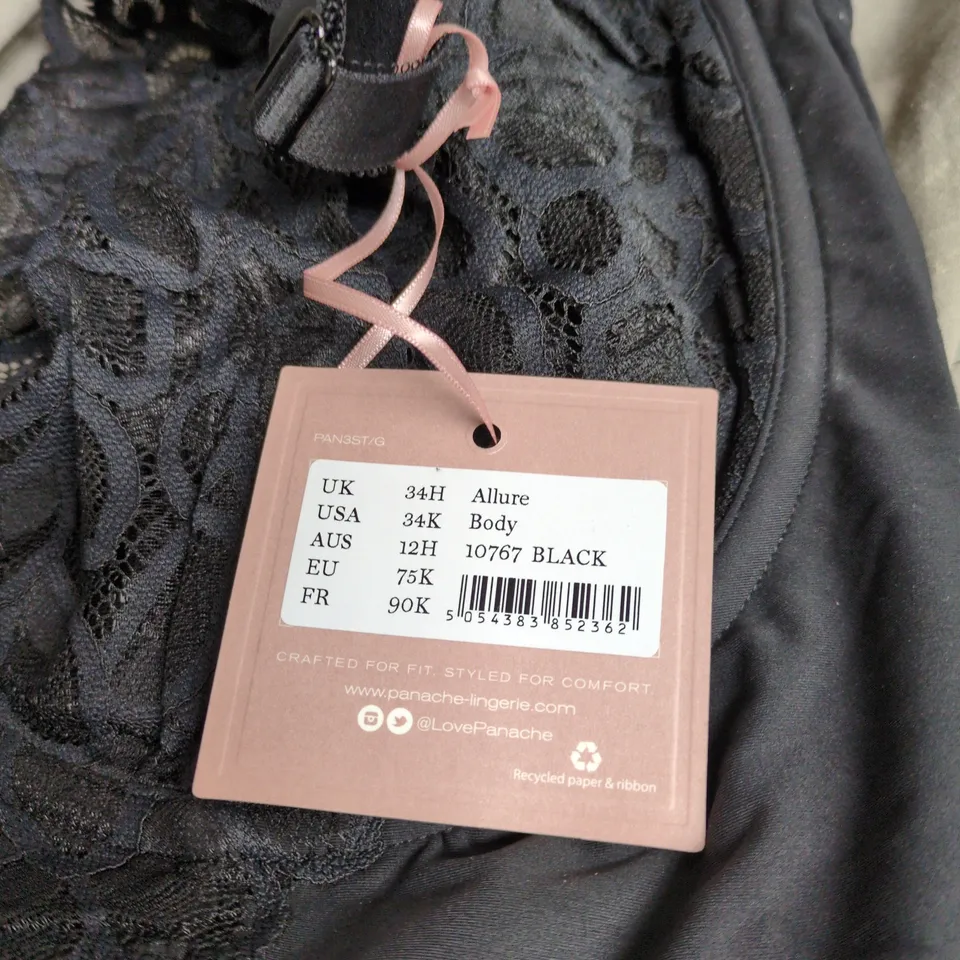 PAN3ST/G
UK 34H Allure
USA 34K Body
AUS 12H 10767 BLACK
EU 75K
FR 90K
5 054383 852362
CRAFTED FOR FIT. STYLED FOR COMFORT.
www.panache-lingerie.com
@LovePanache
Recycled paper & ribbon